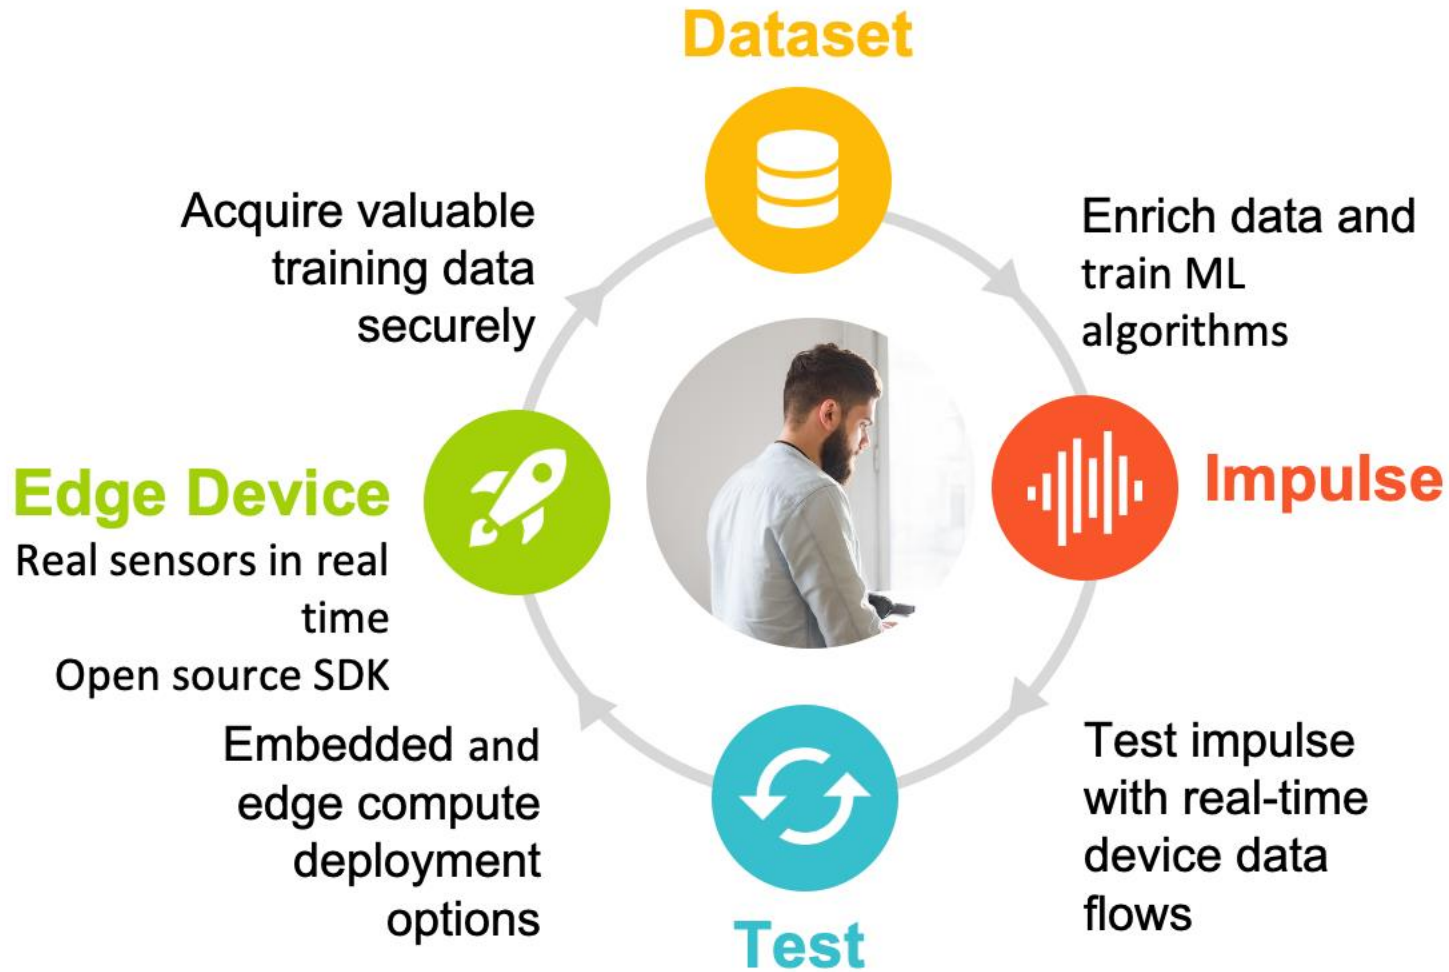 Dataset
Acquire valuable
training data
securely
Enrich data and
train ML
algorithms
Edge Device
Real sensors in real
time
Open source SDK
Impulse
Embedded and
edge compute
deployment
options
Test impulse
with real-time
device data
flows
Test